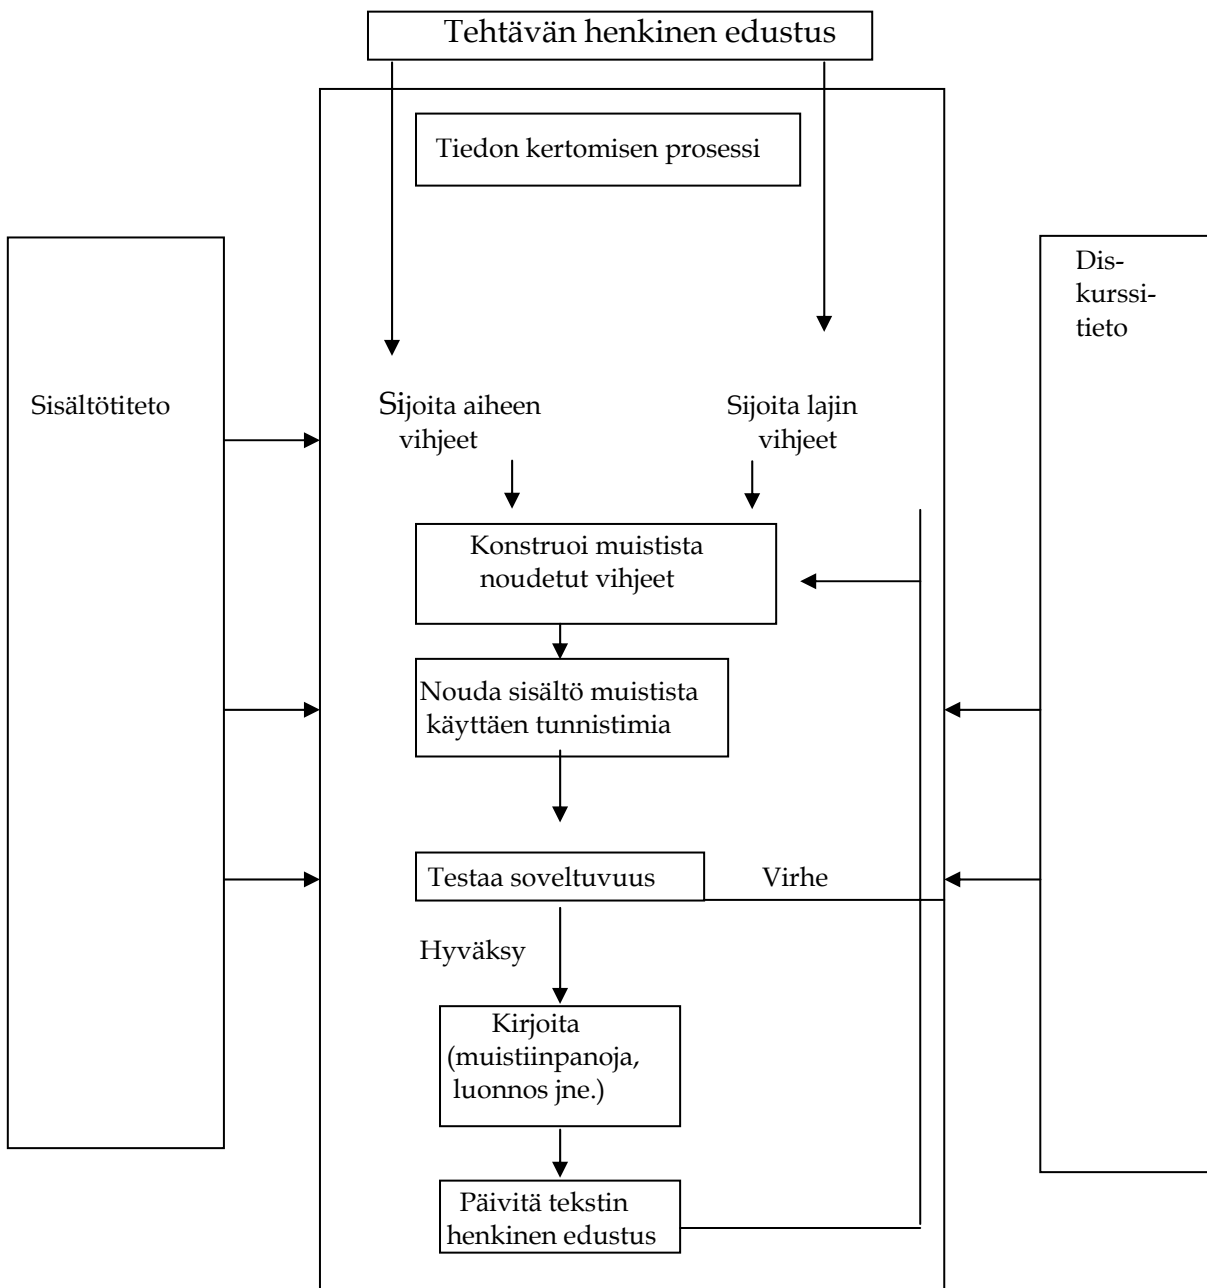 Tehtävän henkinen edustus
Tiedon kertomisen prosessi
Dis-
kurssi-
tieto
Sisältötiteto
Sijoita aiheen
vihjeet
Sijoita lajin
vihjeet
Konstruoi muistista
noudetut vihjeet
Nouda sisältö muistista
käyttäen tunnistimia
Testaa soveltuvuus
Virhe
Hyväksy
Kirjoita
(muistiinpanoja,
luonnos jne.)
Päivitä tekstin
henkinen edustus